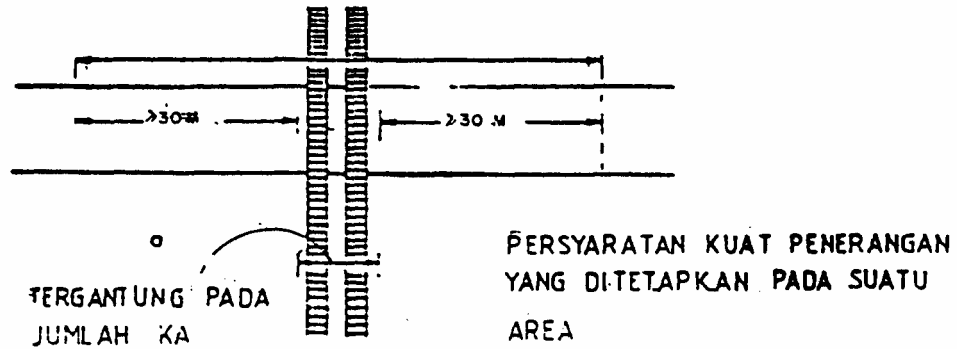 ≥30 M
≥30 M
TERGANTUNG PADA
JUMLAH KA
PERSYARATAN KUAT PENERANGAN
YANG DITETAPKAN PADA SUATU
AREA